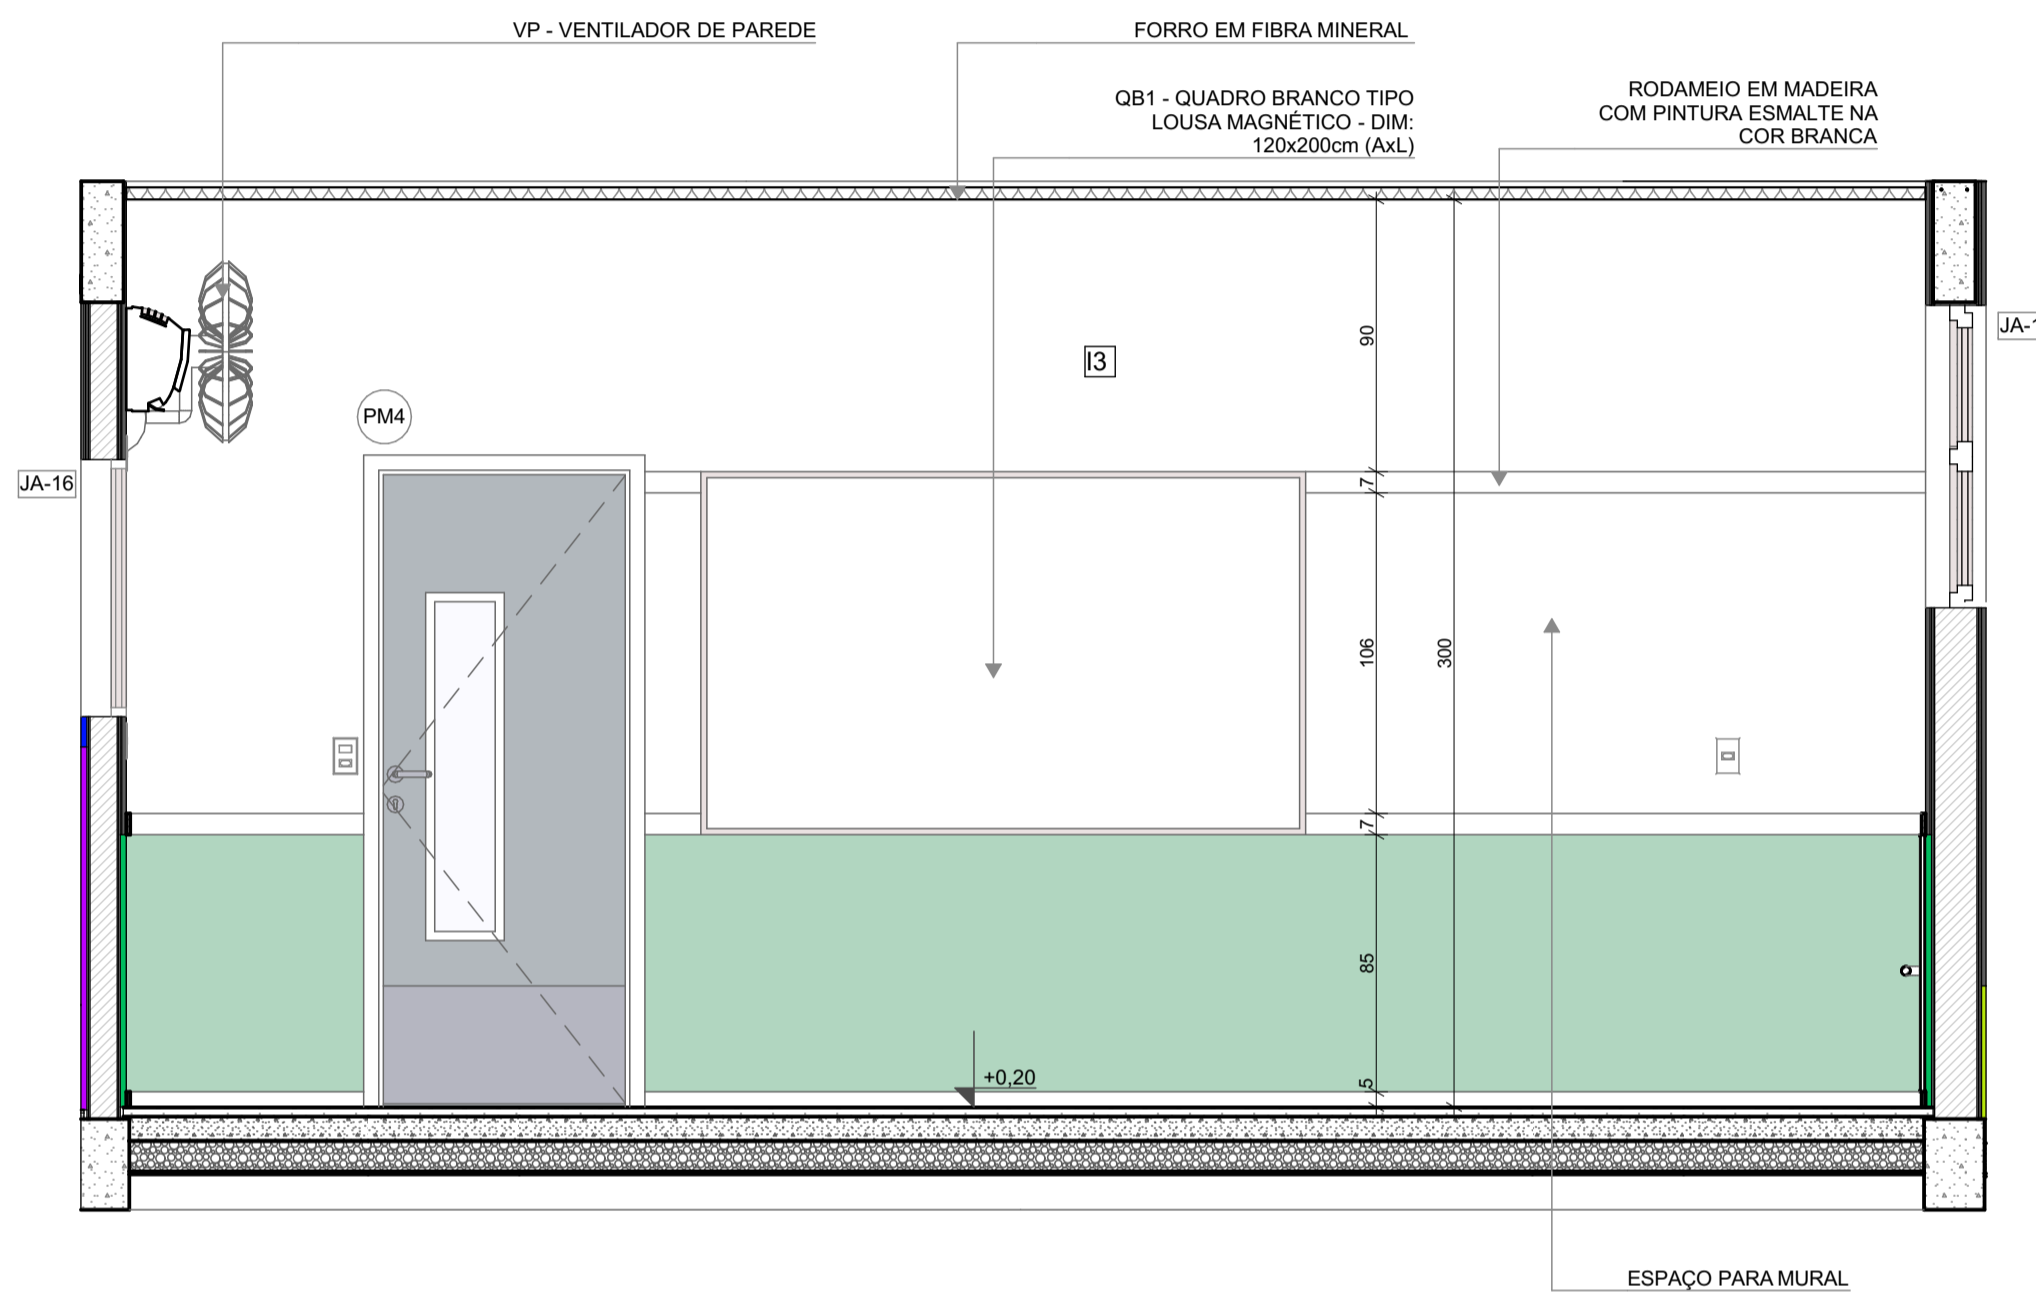 VP - VENTILADOR DE PAREDE
FORRO EM FIBRA MINERAL
QB1 - QUADRO BRANCO TIPO
LOUSA MAGNÉTICO - DIM:
120x200cm (AxL)
RODAMEIO EM MADEIRA
COM PINTURA ESMALTE NA
COR BRANCA
JA-1
90
I3
PM4
JA-16
7
106
300
7
85
+0,20
5
ESPAÇO PARA MURAL